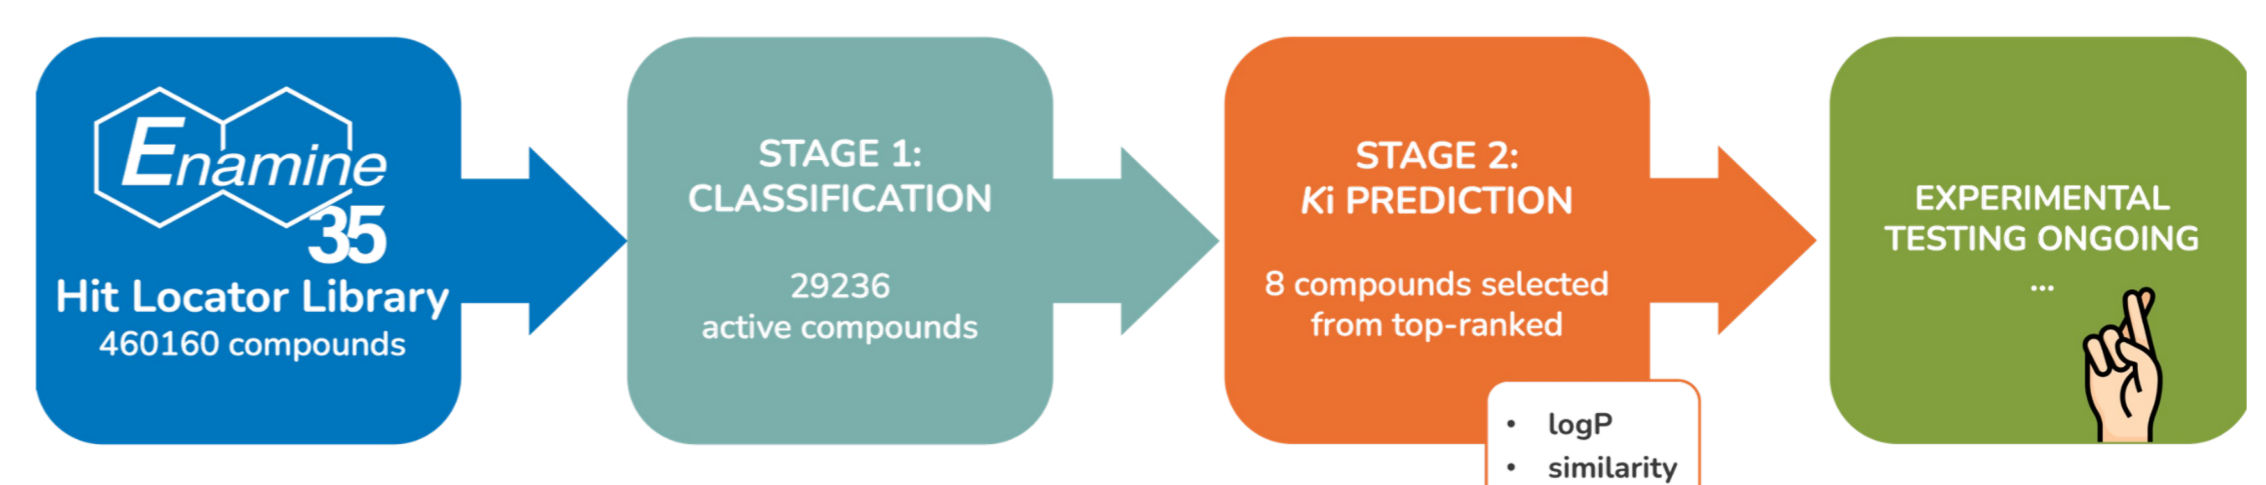 Enamine
35
Hit Locator Library
460160 compounds
STAGE 1:
CLASSIFICATION
29236
active compounds
STAGE 2:
Ki PREDICTION
8 compounds selected
from top-ranked
• logP
• similarity
EXPERIMENTAL
TESTING ONGOING
...